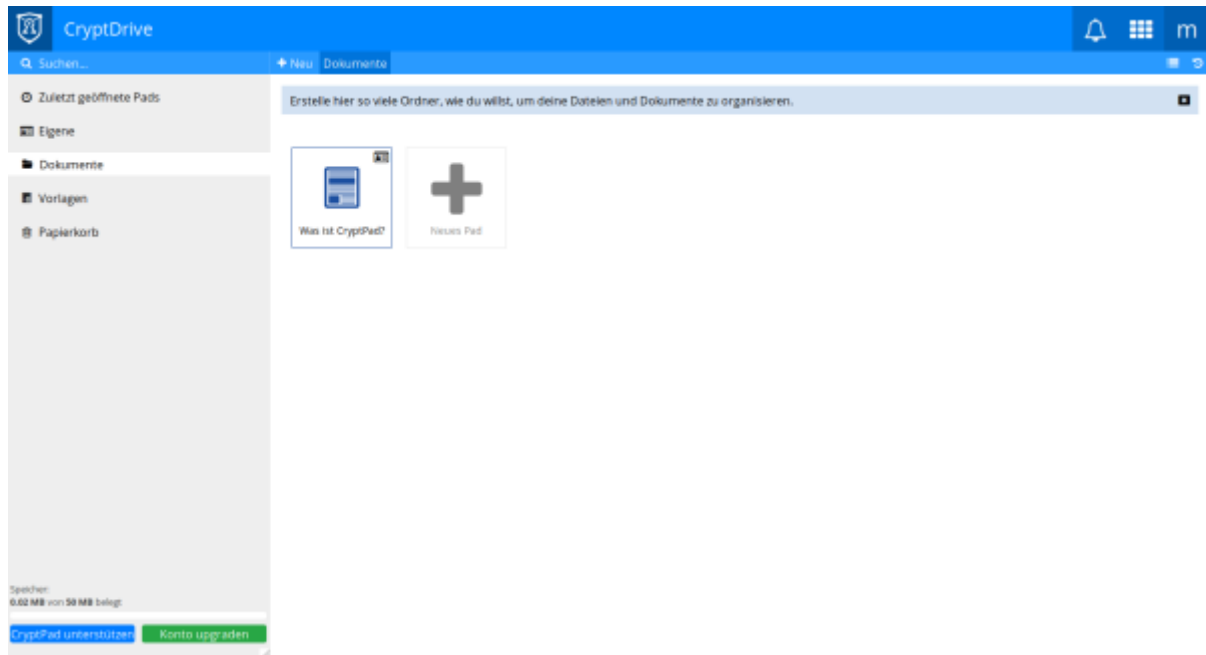 CryptDrive
m
Suchen...
Neu Dokumente
Zuletzt geöffnete Pads
Erstelle hier so viele Ordner, wie du willst, um deine Dateien und Dokumente zu organisieren.
Eigene
Dokumente
Vorlagen
Papierkorb
Was ist CryptPad?
Neues Pad
Speicher:
0.02 MB von 50 MB belegt
CryptPad unterstützen
Konto upgraden